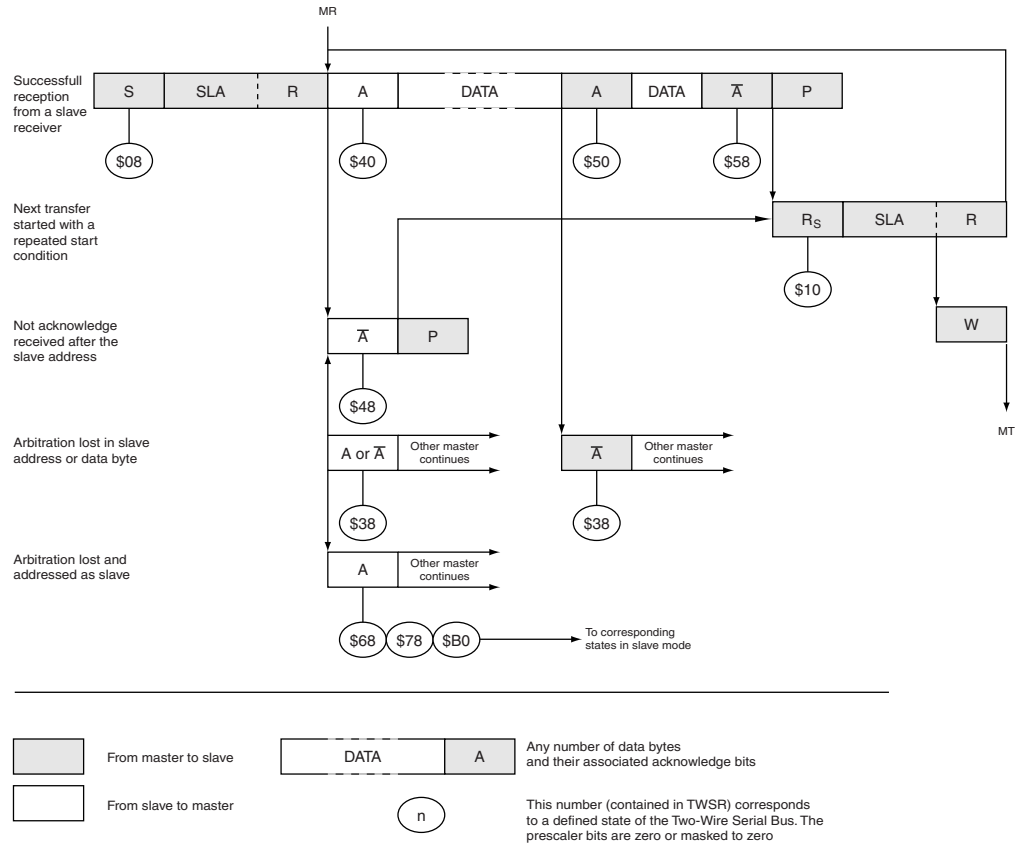 MR
Successfull
reception
from a slave
receiver
S SLA R A DATA A DATA A̅ P
$08 $40 $50 $58
Next transfer
started with a
repeated start
condition
RS SLA R
$10
Not acknowledge
received after the
slave address
A̅ P
W
$48
MT
Arbitration lost in slave
address or data byte
A or A̅
Other master
continues
A̅
Other master
continues
$38 $38
Arbitration lost and
addressed as slave
A
Other master
continues
$68 $78 $B0
To corresponding
states in slave mode
From master to slave
DATA A
Any number of data bytes
and their associated acknowledge bits
From slave to master
n
This number (contained in TWSR) corresponds
to a defined state of the Two-Wire Serial Bus. The
prescaler bits are zero or masked to zero